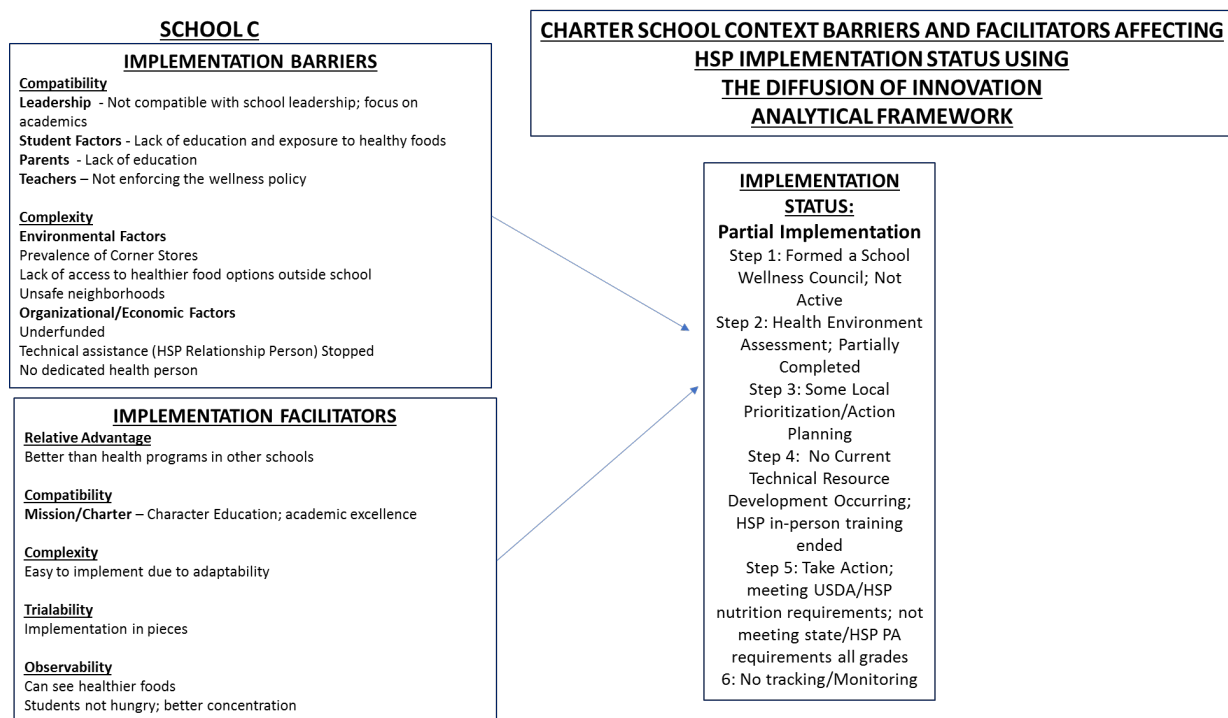 SCHOOL C
IMPLEMENTATION BARRIERS
Compatibility
Leadership - Not compatible with school leadership; focus on
academics
Student Factors - Lack of education and exposure to healthy foods
Parents - Lack of education
Teachers – Not enforcing the wellness policy
Complexity
Environmental Factors
Prevalence of Corner Stores
Lack of access to healthier food options outside school
Unsafe neighborhoods
Organizational/Economic Factors
Underfunded
Technical assistance (HSP Relationship Person) Stopped
No dedicated health person
IMPLEMENTATION FACILITATORS
Relative Advantage
Better than health programs in other schools
Compatibility
Mission/Charter – Character Education; academic excellence
Complexity
Easy to implement due to adaptability
Trialability
Implementation in pieces
Observability
Can see healthier foods
Students not hungry; better concentration
CHARTER SCHOOL CONTEXT BARRIERS AND FACILITATORS AFFECTING
HSP IMPLEMENTATION STATUS USING
THE DIFFUSION OF INNOVATION
ANALYTICAL FRAMEWORK
IMPLEMENTATION
STATUS:
Partial Implementation
Step 1: Formed a School
Wellness Council; Not
Active
Step 2: Health Environment
Assessment; Partially
Completed
Step 3: Some Local
Prioritization/Action
Planning
Step 4: No Current
Technical Resource
Development Occurring;
HSP in-person training
ended
Step 5: Take Action;
meeting USDA/HSP
nutrition requirements; not
meeting state/HSP PA
requirements all grades
6: No tracking/Monitoring